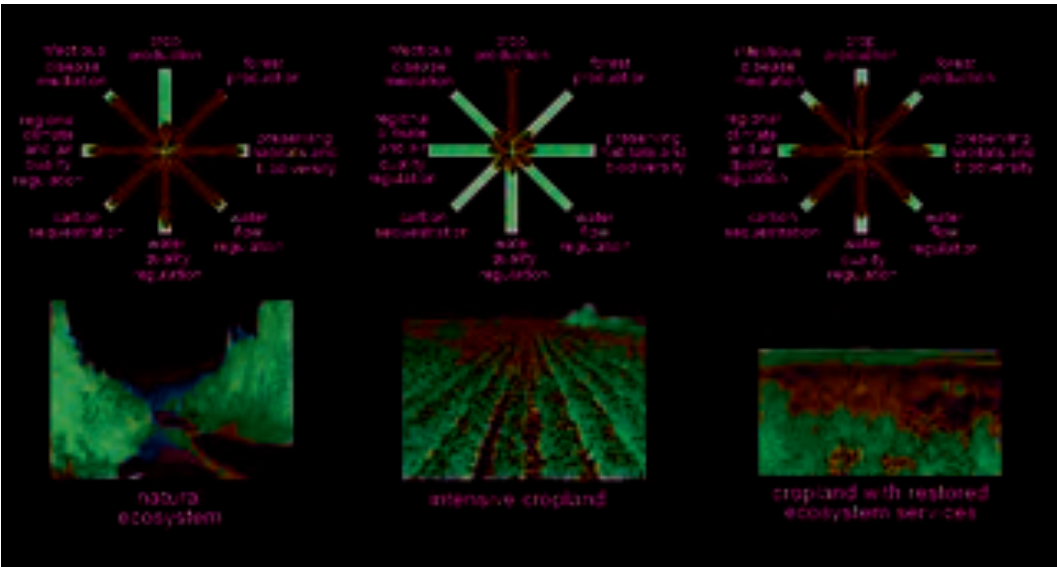 crop
production
infectious
disease
mediation
forest
production
regional
climate
and air
quality
regulation
preserving
habitats and
biodiversity
carbon
sequestration
water
quality
regulation
water
flow
regulation
crop
production
infectious
disease
mediation
forest
production
regional
climate
and air
quality
regulation
preserving
habitats and
biodiversity
carbon
sequestration
water
quality
regulation
water
flow
regulation
crop
production
infectious
disease
mediation
forest
production
regional
climate
and air
quality
regulation
preserving
habitats and
biodiversity
carbon
sequestration
water
quality
regulation
water
flow
regulation
natural
ecosystem
intensive cropland
cropland with restored
ecosystem services